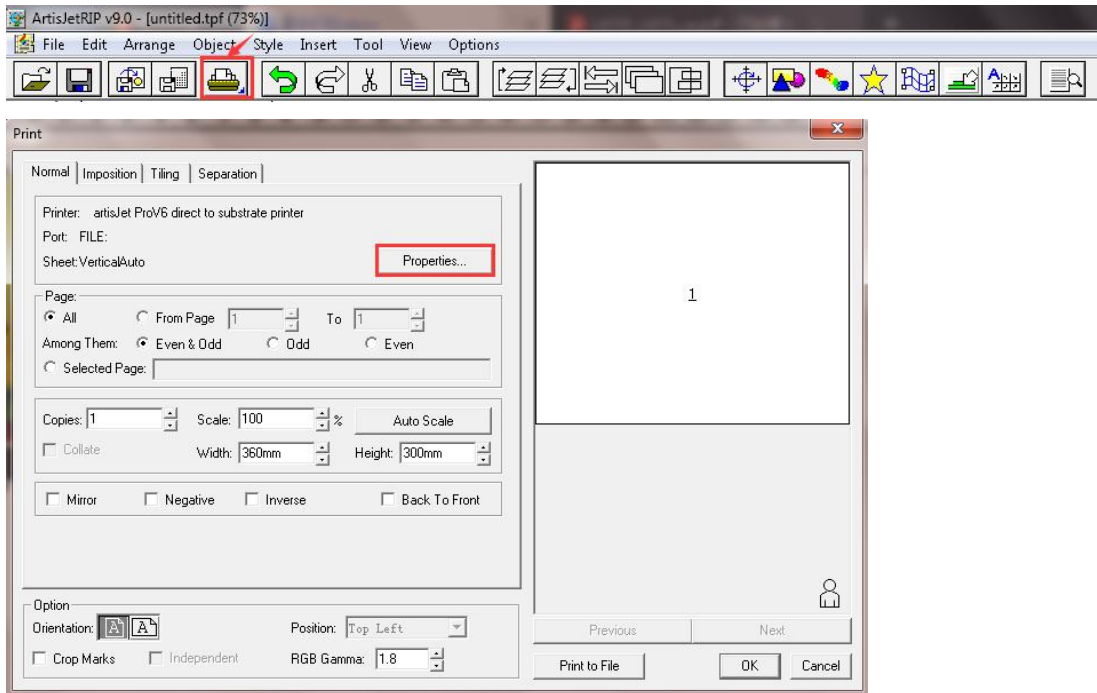 ArtisJetRIP v9.0 - [untitled.tpf (73%)]
File Edit Arrange Object Style Insert Tool View Options
Print
Normal Imposition Tiling Separation
Printer: artisJet ProV6 direct to substrate printer
Port: FILE:
Sheet:VerticalAuto Properties...
1
Page:
All From Page 1 To 1
Among Them: Even & Odd Odd Even
Selected Page:
Copies: 1 Scale: 100 % Auto Scale
Collate Width: 360mm Height: 300mm
Mirror Negative Inverse Back To Front
Option
Orientation: A A Position: Top Left
Crop Marks Independent RGB Gamma: 1.8
Previous Next
Print to File OK Cancel